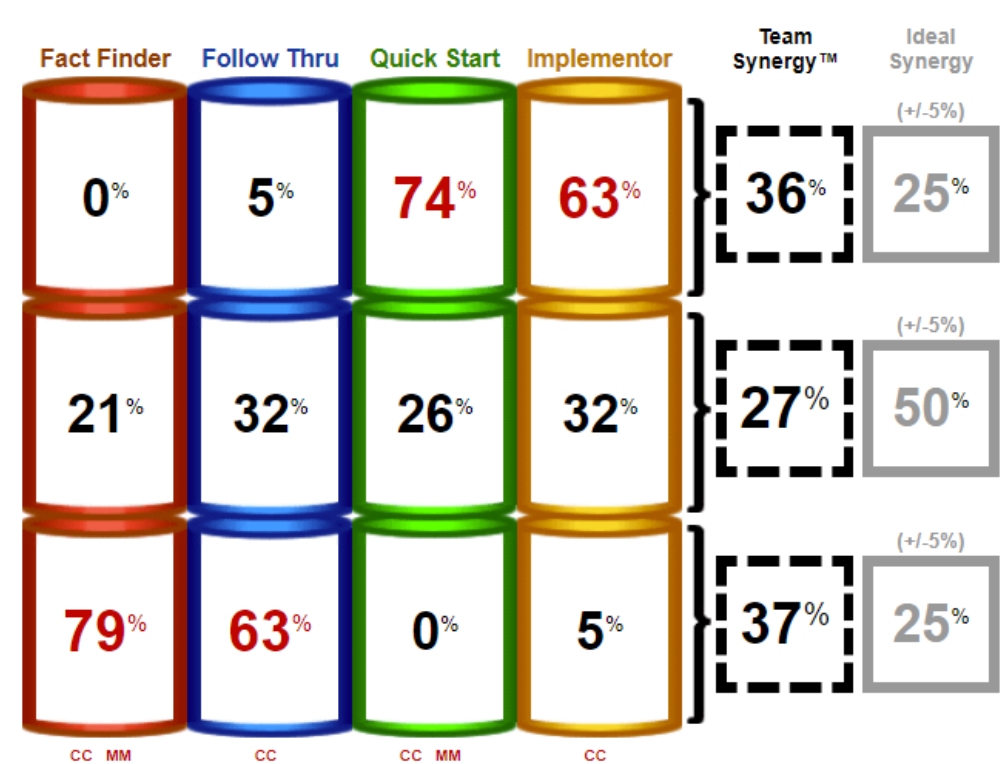 Team Synergy™
Ideal Synergy
Fact Finder Follow Thru Quick Start Implementor
(+/-5%)
0% 5% 74% 63% 36% 25%
(+/-5%)
21% 32% 26% 32% 27% 50%
(+/-5%)
79% 63% 0% 5% 37% 25%
CC MM CC CC MM CC